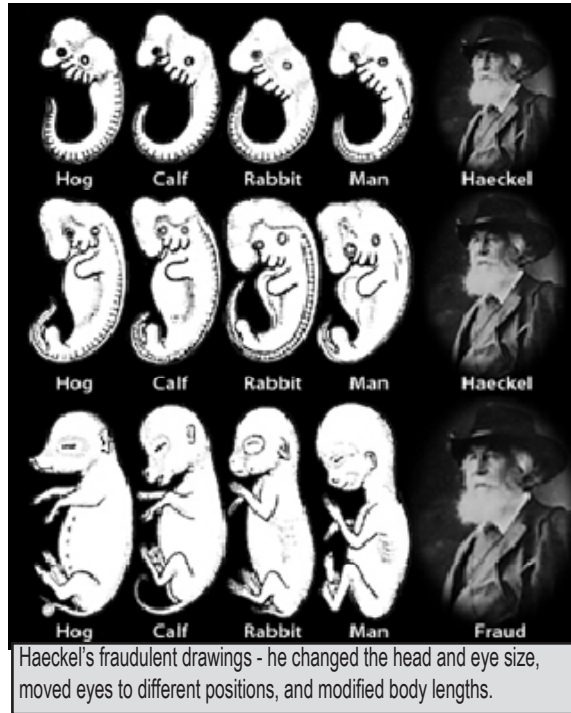 Hog Calf Rabbit Man Haeckel
Hog Calf Rabbit Man Haeckel
Hog Calf Rabbit Man Fraud
Haeckel's fraudulent drawings - he changed the head and eye size,
moved eyes to different positions, and modified body lengths.